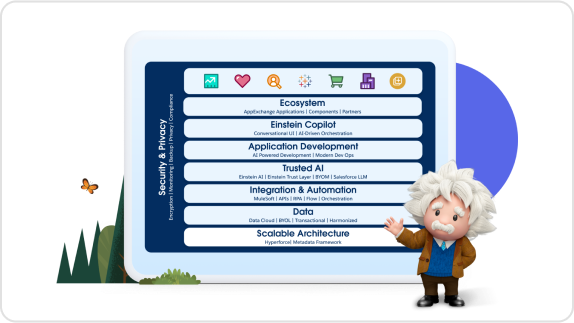 Security & Privacy
Encryption | Monitoring | Backup | Privacy | Compliance
Ecosystem
AppExchange Applications | Components | Partners
Einstein Copilot
Conversational UI | AI-Driven Orchestration
Application Development
AI Powered Development | Modern Dev Ops
Trusted AI
Einstein AI | Einstein Trust Layer | BYOM | Salesforce LLM
Integration & Automation
MuleSoft | APIs | RPA | Flow | Orchestration
Data
Data Cloud | BYOL | Transactional | Harmonized
Scalable Architecture
Hyperforce| Metadata Framework